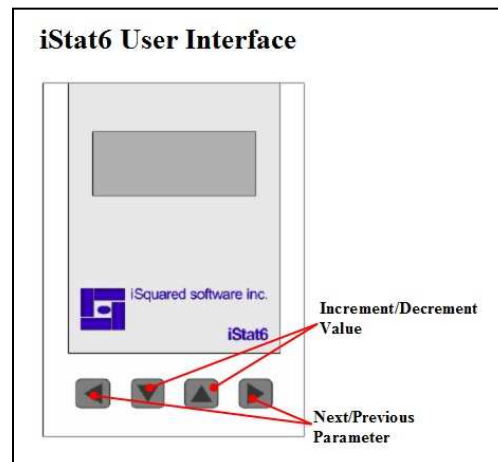 iStat6 User Interface
iSquared software inc.
iStat6
Increment/Decrement
Value
Next/Previous
Parameter